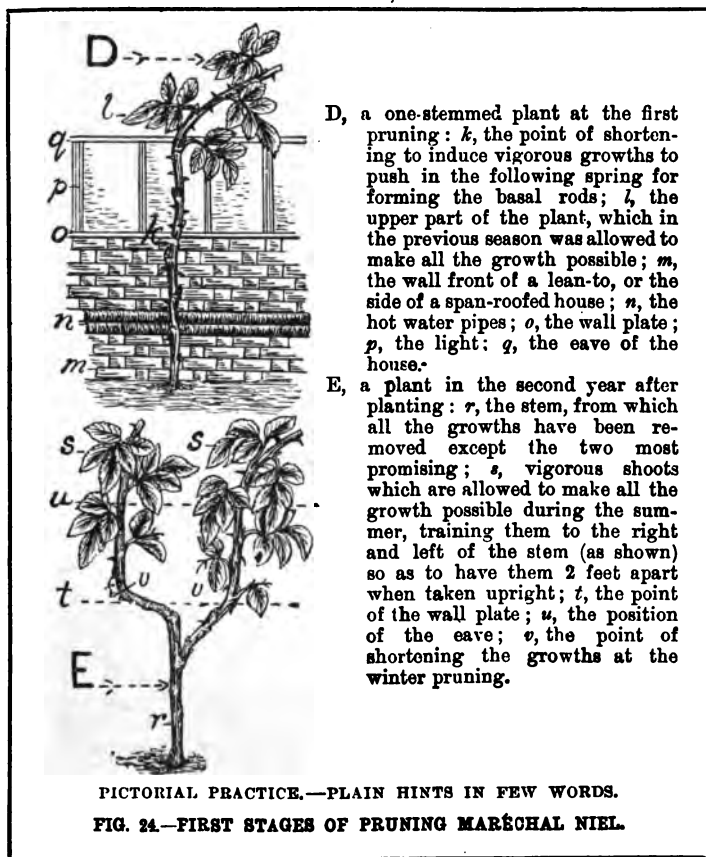 D
l
q
p
o
k
n
m
D, a one-stemmed plant at the first
pruning : k, the point of shorten-
ing to induce vigorous growths to
push in the following spring for
forming the basal rods; l, the
upper part of the plant, which in
the previous season was allowed to
make all the growth possible; m,
the wall front of a lean-to, or the
side of a span-roofed house; n, the
hot water pipes; o, the wall plate;
p, the light; q, the eave of the
house.
s
s
u
v
v
t
E
r
E, a plant in the second year after
planting : r, the stem, from which
all the growths have been re-
moved except the two most
promising; s, vigorous shoots
which are allowed to make all the
growth possible during the sum-
mer, training them to the right
and left of the stem (as shown)
so as to have them 2 feet apart
when taken upright; t, the point
of the wall plate; u, the position
of the eave; v, the point of
shortening the growths at the
winter pruning.
PICTORIAL PRACTICE.—PLAIN HINTS IN FEW WORDS.
FIG. 24.—FIRST STAGES OF PRUNING MARÉCHAL NIEL.